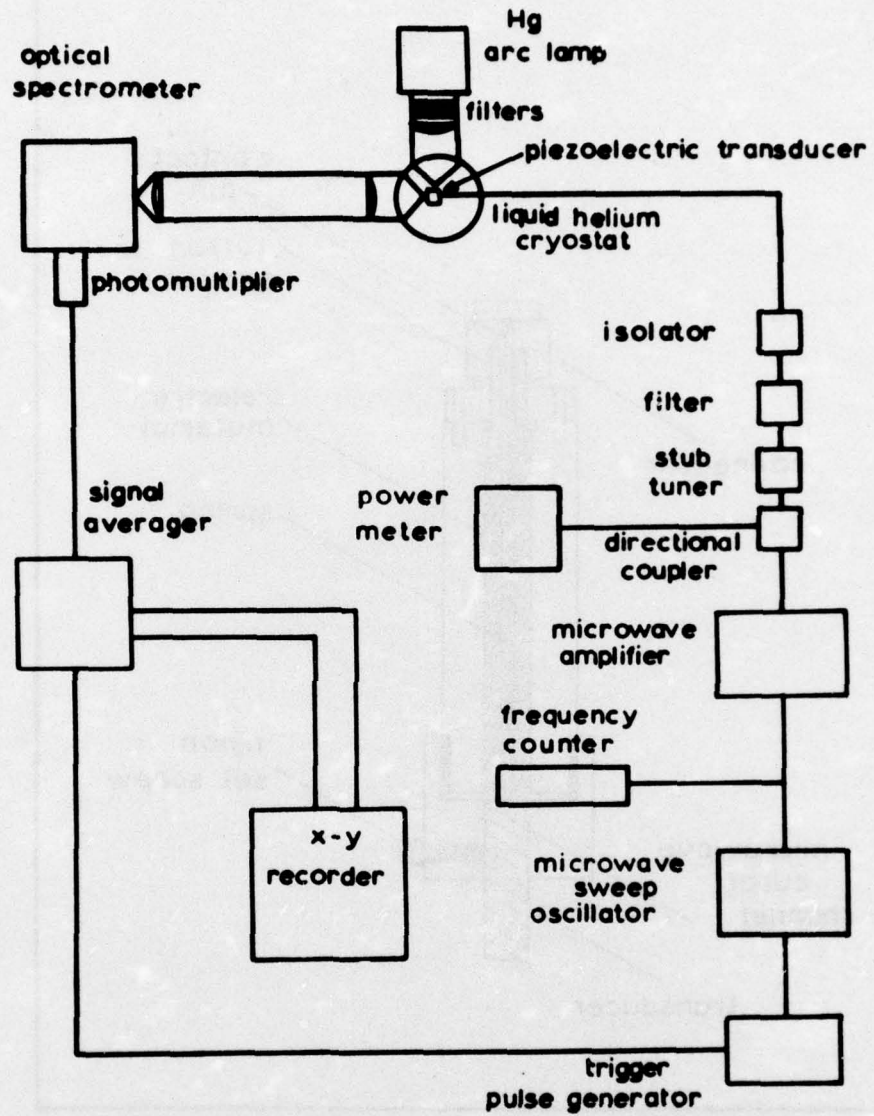 Hg
arc lamp
optical
spectrometer
filters
piezoelectric transducer
liquid helium
cryostat
photomultiplier
isolator
filter
stub
tuner
signal
averager
power
meter
directional
coupler
microwave
amplifier
frequency
counter
x-y
recorder
microwave
sweep
oscillator
transducer
trigger
pulse generator